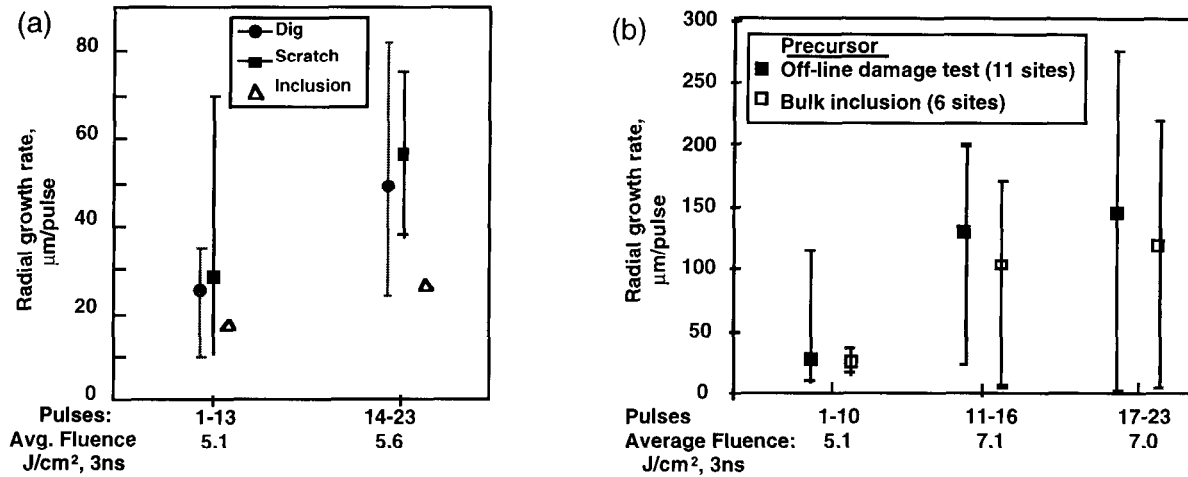 (a)
Dig
Scratch
Inclusion
80
60
40
20
0
Radial growth rate,
µm/pulse
Pulses: 1-13 14-23
Avg. Fluence 5.1 5.6
J/cm², 3ns
(b)
Precursor
Off-line damage test (11 sites)
Bulk inclusion (6 sites)
300
250
200
150
100
50
0
Radial growth rate,
µm/pulse
Pulses 1-10 11-16 17-23
Average Fluence: 5.1 7.1 7.0
J/cm², 3ns